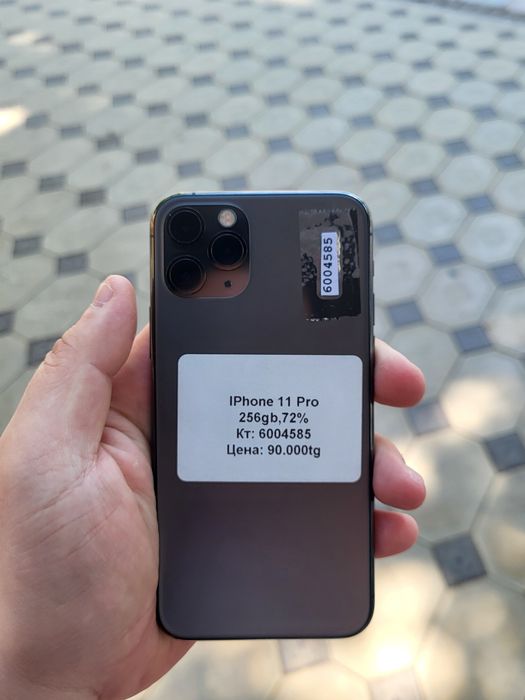 6004585
IPhone 11 Pro
256gb,72%
Кт: 6004585
Цена: 90.000tg